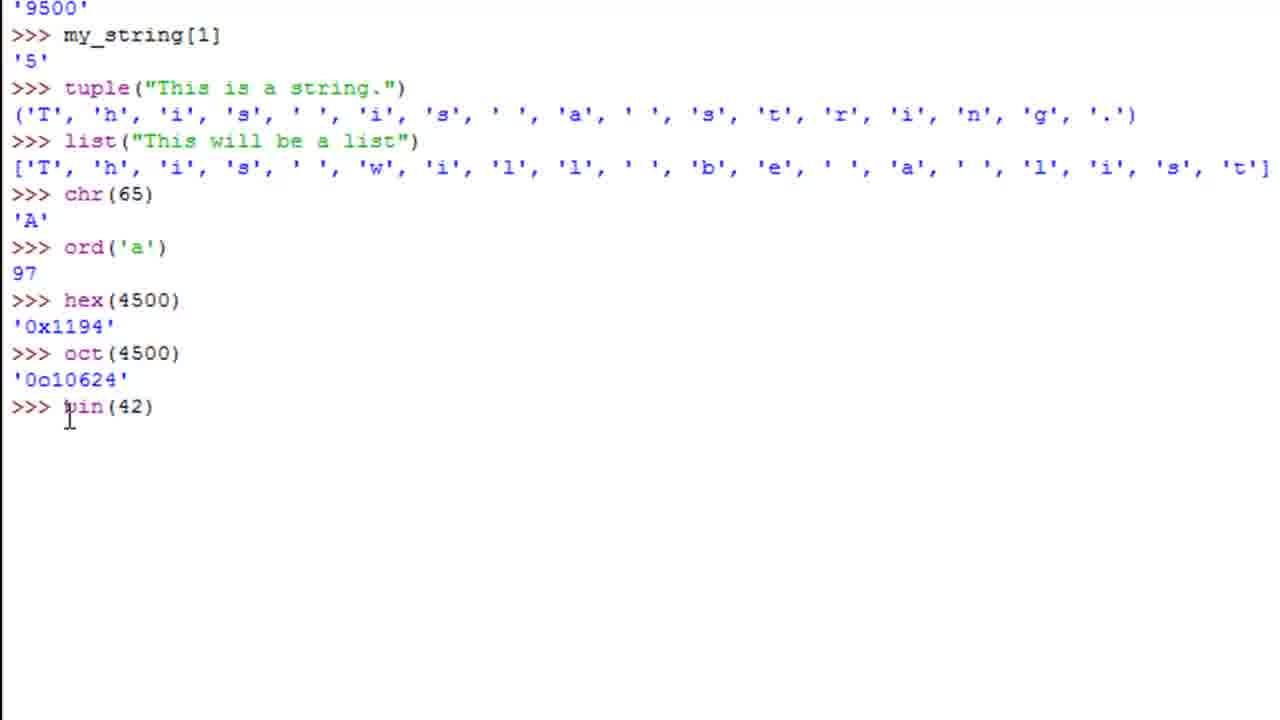 '9500'
>>> my_string[1]
'5'
>>> tuple("This is a string.")
('T', 'h', 'i', 's', ' ', 'i', 's', ' ', 'a', ' ', 's', 't', 'r', 'i', 'n', 'g', '.')
>>> list("This will be a list")
['T', 'h', 'i', 's', ' ', 'w', 'i', 'l', 'l', ' ', 'b', 'e', ' ', 'a', ' ', 'l', 'i', 's', 't']
>>> chr(65)
'A'
>>> ord('a')
97
>>> hex(4500)
'0x1194'
>>> oct(4500)
'0o10624'
>>> bin(42)